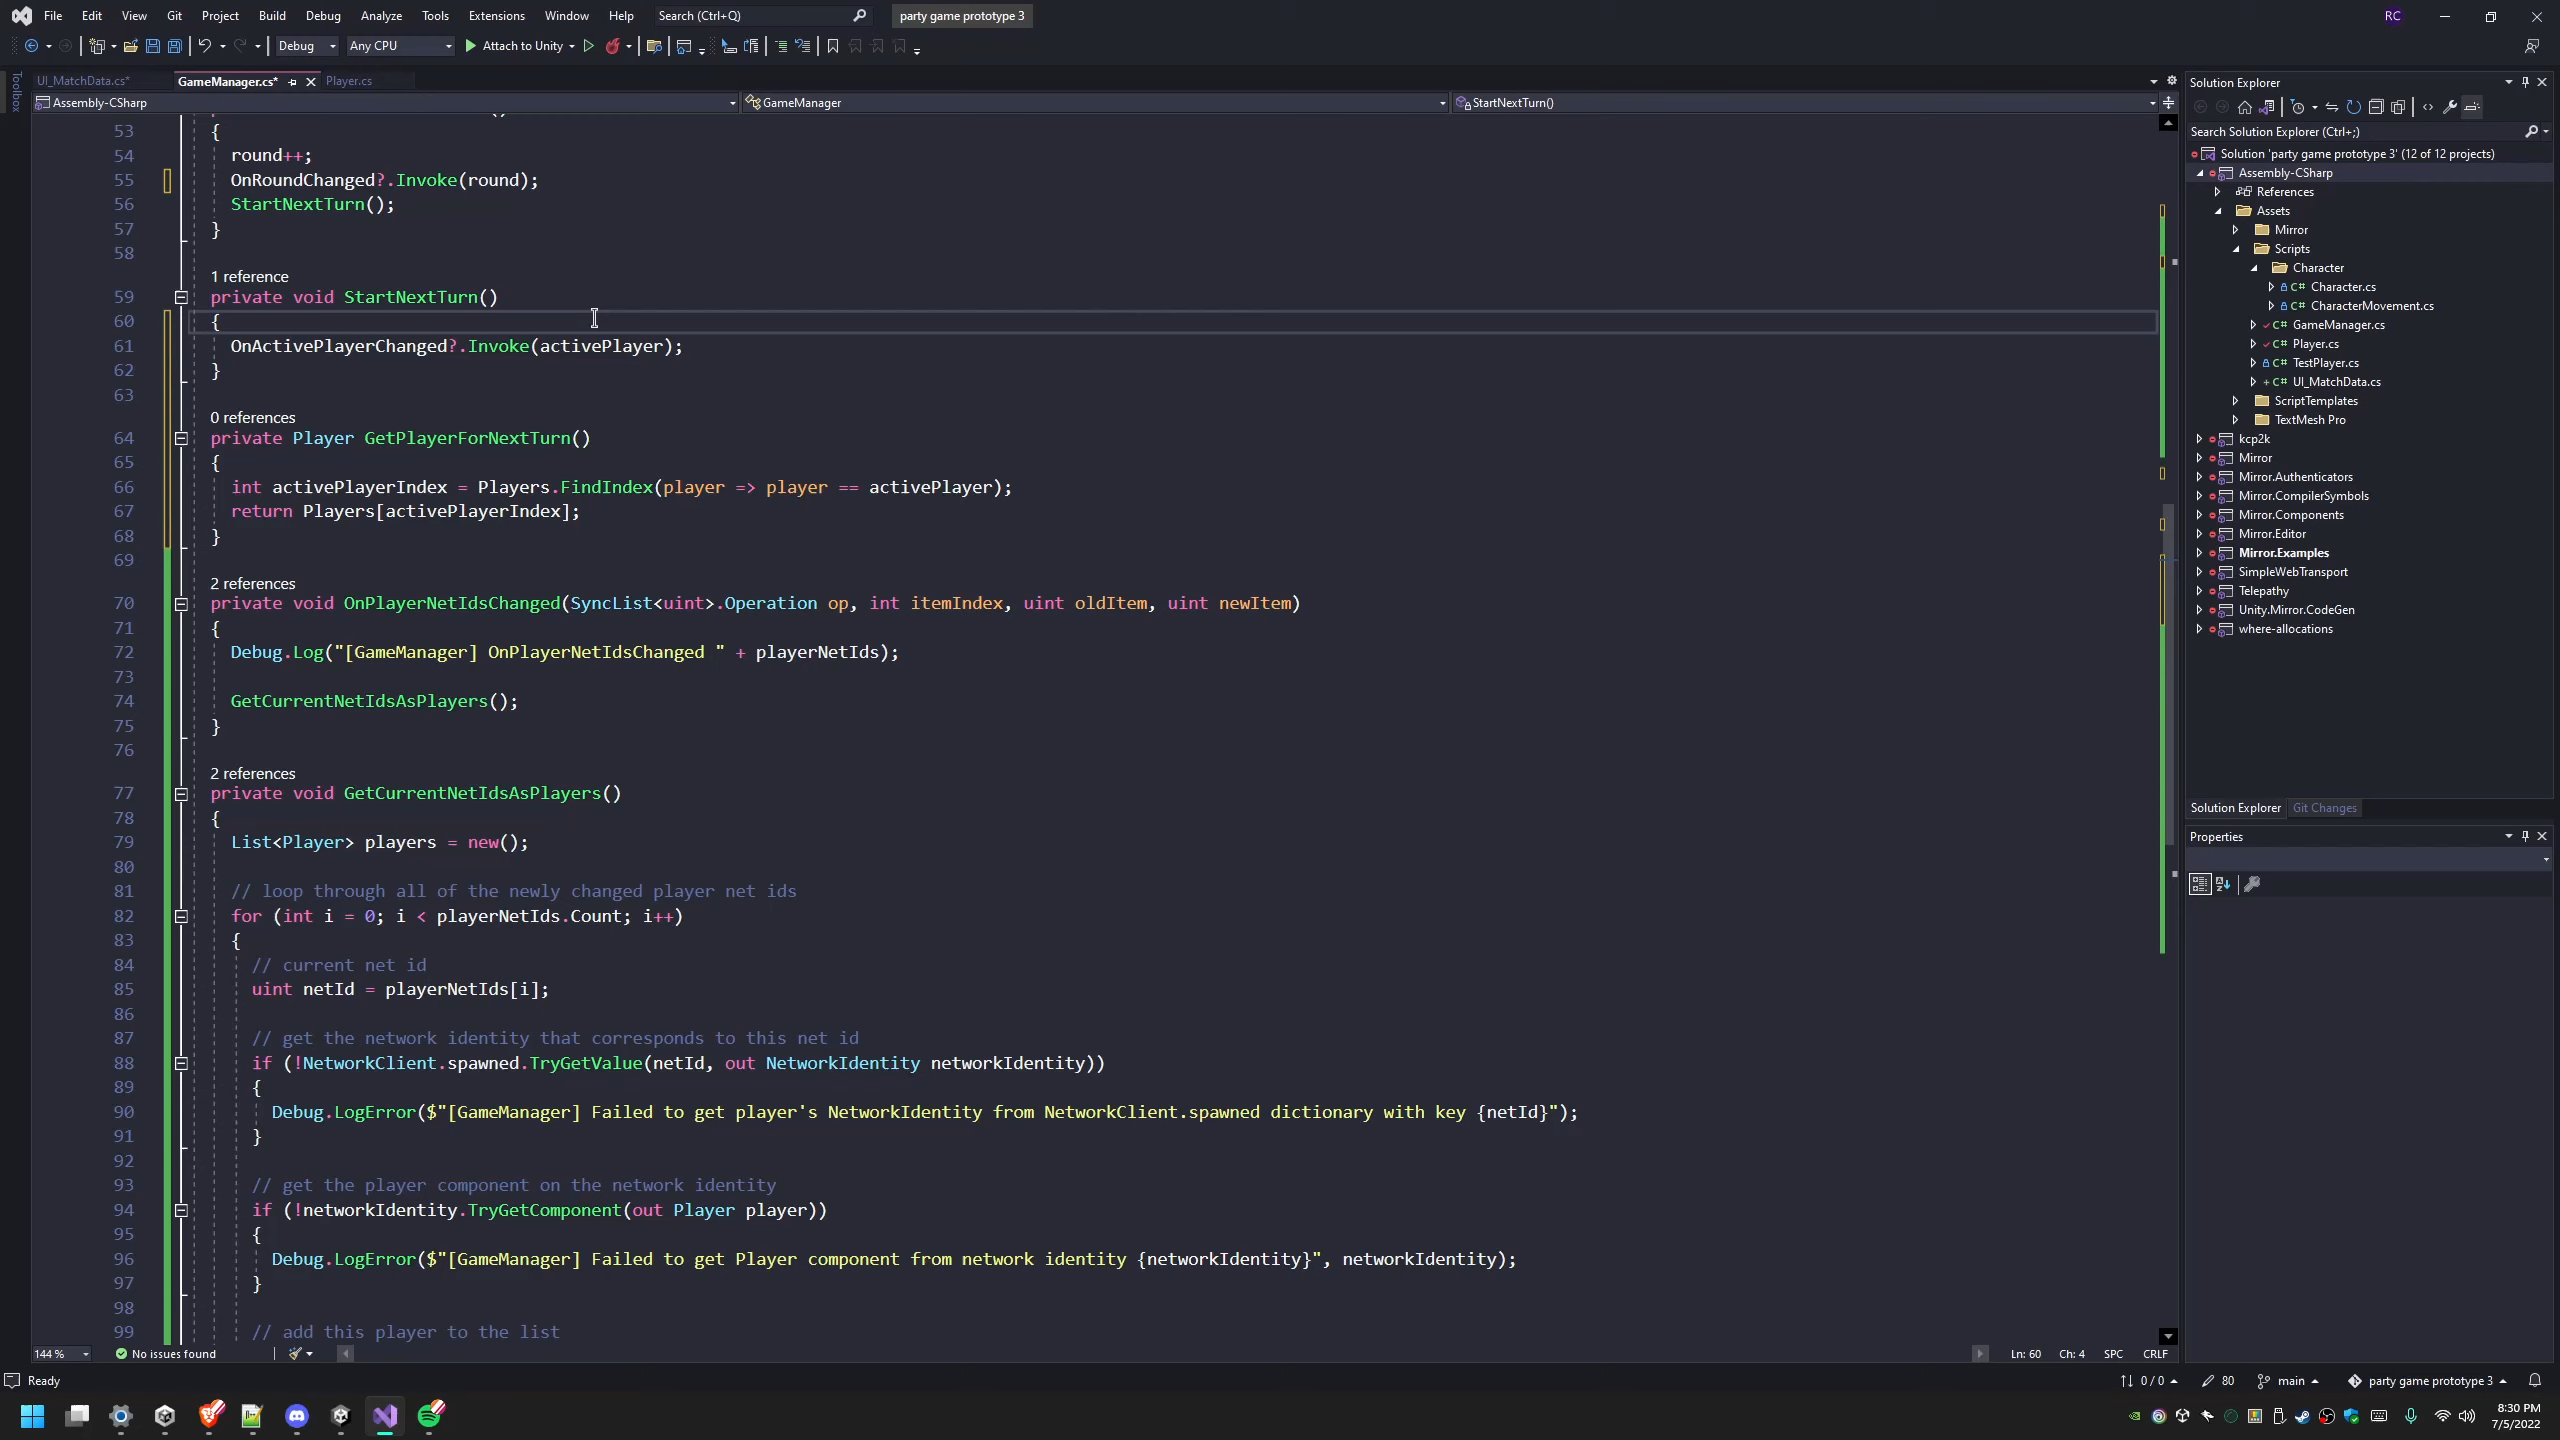 File Edit View Git Project Build Debug Analyze Tools Extensions Window Help Search (Ctrl+Q) party game prototype 3 RC
Debug Any CPU Attach to Unity
Toolbox
UI_MatchData.cs* GameManager.cs* Player.cs
Assembly-CSharp GameManager StartNextTurn()
53 {
54 round++;
55 OnRoundChanged?.Invoke(round);
56 StartNextTurn();
57 }
58
1 reference
59 private void StartNextTurn()
60 {
61 OnActivePlayerChanged?.Invoke(activePlayer);
62 }
63
0 references
64 private Player GetPlayerForNextTurn()
65 {
66 int activePlayerIndex = Players.FindIndex(player => player == activePlayer);
67 return Players[activePlayerIndex];
68 }
69
2 references
70 private void OnPlayerNetIdsChanged(SyncList<uint>.Operation op, int itemIndex, uint oldItem, uint newItem)
71 {
72 Debug.Log("[GameManager] OnPlayerNetIdsChanged " + playerNetIds);
73
74 GetCurrentNetIdsAsPlayers();
75 }
76
2 references
77 private void GetCurrentNetIdsAsPlayers()
78 {
79 List<Player> players = new();
80
81 // loop through all of the newly changed player net ids
82 for (int i = 0; i < playerNetIds.Count; i++)
83 {
84 // current net id
85 uint netId = playerNetIds[i];
86
87 // get the network identity that corresponds to this net id
88 if (!NetworkClient.spawned.TryGetValue(netId, out NetworkIdentity networkIdentity))
89 {
90 Debug.LogError($"[GameManager] Failed to get player's NetworkIdentity from NetworkClient.spawned dictionary with key {netId}");
91 }
92
93 // get the player component on the network identity
94 if (!networkIdentity.TryGetComponent(out Player player))
95 {
96 Debug.LogError($"[GameManager] Failed to get Player component from network identity {networkIdentity}", networkIdentity);
97 }
98
99 // add this player to the list
144 % No issues found Ln: 60 Ch: 4 SPC CRLF
Solution Explorer
Search Solution Explorer (Ctrl+;)
Solution 'party game prototype 3' (12 of 12 projects)
Assembly-CSharp
References
Assets
Mirror
Scripts
Character
C# Character.cs
C# CharacterMovement.cs
C# GameManager.cs
C# Player.cs
C# TestPlayer.cs
+ C# UI_MatchData.cs
ScriptTemplates
TextMesh Pro
kcp2k
Mirror
Mirror.Authenticators
Mirror.CompilerSymbols
Mirror.Components
Mirror.Editor
Mirror.Examples
SimpleWebTransport
Telepathy
Unity.Mirror.CodeGen
where-allocations
Solution Explorer Git Changes
Properties
Ready 0 / 0 80 main party game prototype 3
8:30 PM
7/5/2022